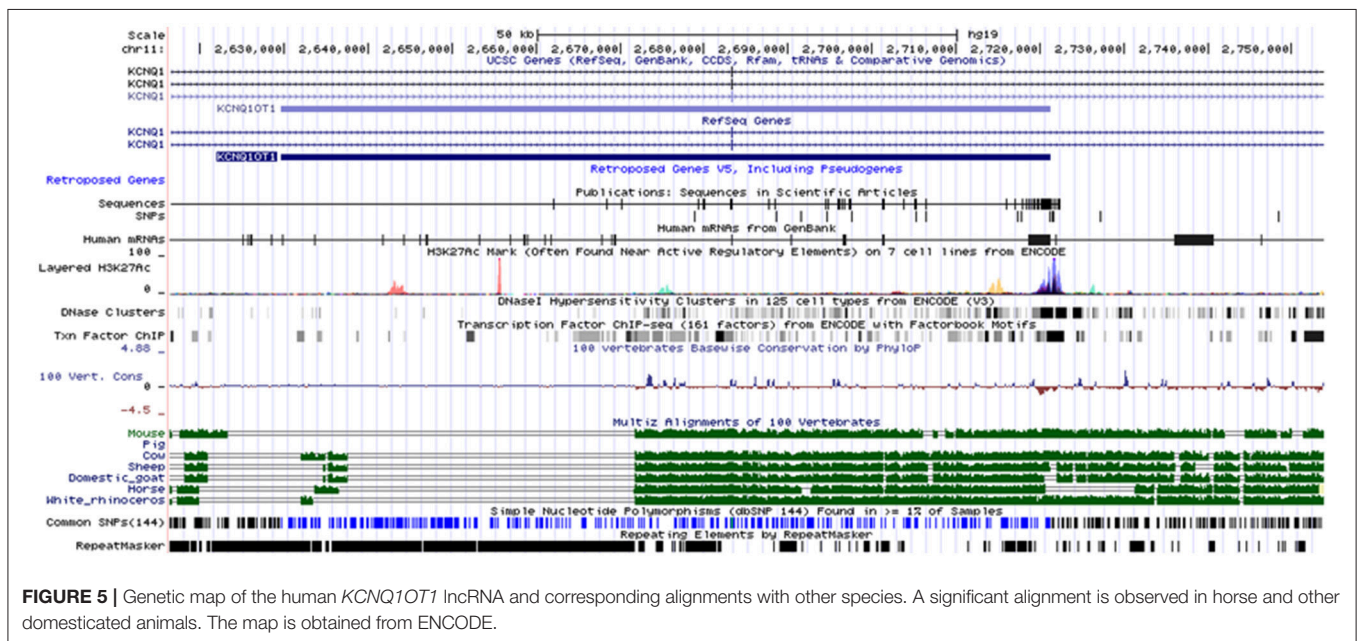 Scale 50 kb hg19
chr11: 2,630,000 2,640,000 2,650,000 2,660,000 2,670,000 2,680,000 2,690,000 2,700,000 2,710,000 2,720,000 2,730,000 2,740,000 2,750,000
UCSC Genes (RefSeq, GenBank, CCDS, Rfam, tRNAs & Comparative Genomics)
KCNQ1
KCNQ1
KCNQ1
KCNQ1OT1
RefSeq Genes
KCNQ1
KCNQ1
KCNQ1OT1
Retroposed Genes V5, Including Pseudogenes
Retroposed Genes
Publications: Sequences in Scientific Articles
Sequences
SNPs
Human mRNAs from GenBank
Human mRNAs
H3K27Ac Mark (Often Found Near Active Regulatory Elements) on 7 cell lines from ENCODE
100 _
Layered H3K27Ac
0 _
DNaseI Hypersensitivity Clusters in 125 cell types from ENCODE (V3)
DNase Clusters
Transcription Factor ChIP-seq (161 factors) from ENCODE with Factorbook Motifs
Txn Factor ChIP
4.88 _
100 vertebrates Basewise Conservation by PhyloP
100 Vert. Cons
0 _
-4.5 _
Multiz Alignments of 100 Vertebrates
Mouse
Pig
Cow
Sheep
Domestic_goat
Horse
White_rhinoceros
Simple Nucleotide Polymorphisms (dbSNP 144) Found in >= 1% of Samples
Common SNPs(144)
Repeating Elements by RepeatMasker
RepeatMasker
FIGURE 5 | Genetic map of the human KCNQ1OT1 lncRNA and corresponding alignments with other species. A significant alignment is observed in horse and other
domesticated animals. The map is obtained from ENCODE.